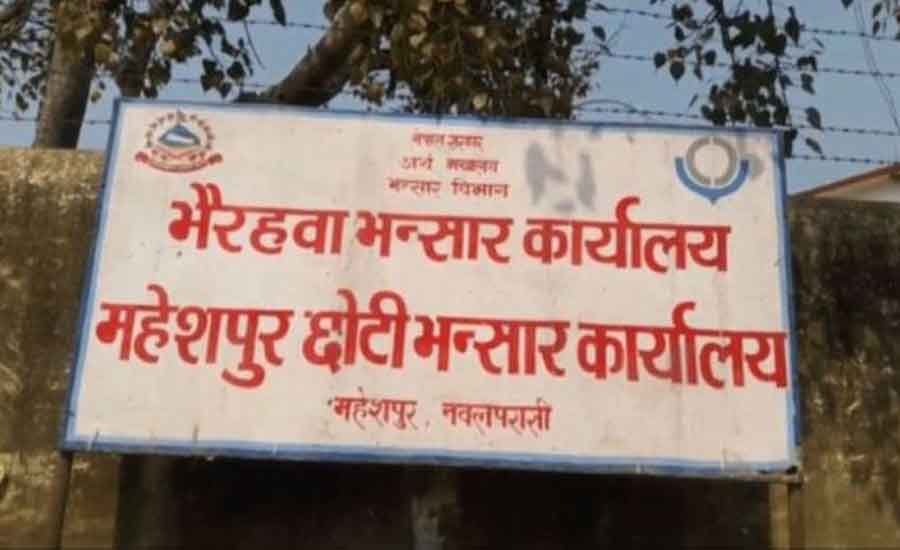 नेपाल सरकार
अर्थ मन्त्रालय
भन्सार विभाग
भैरहवा भन्सार कार्यालय
महेशपुर छोटी भन्सार कार्यालय
महेशपुर, नवलपरासी